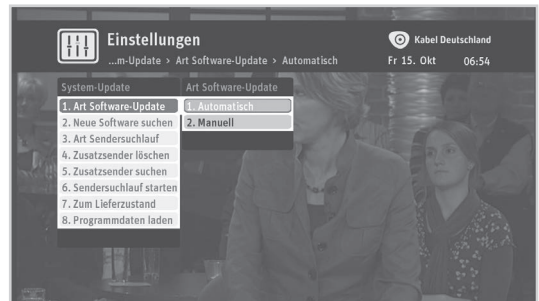 Einstellungen
...m-Update > Art Software-Update > Automatisch
Kabel Deutschland
Fr 15. Okt 06:54
System-Update
1. Art Software-Update
2. Neue Software suchen
3. Art Sendersuchlauf
4. Zusatzsender löschen
5. Zusatzsender suchen
6. Sendersuchlauf starten
7. Zum Lieferzustand
8. Programmdaten laden
Art Software-Update
1. Automatisch
2. Manuell